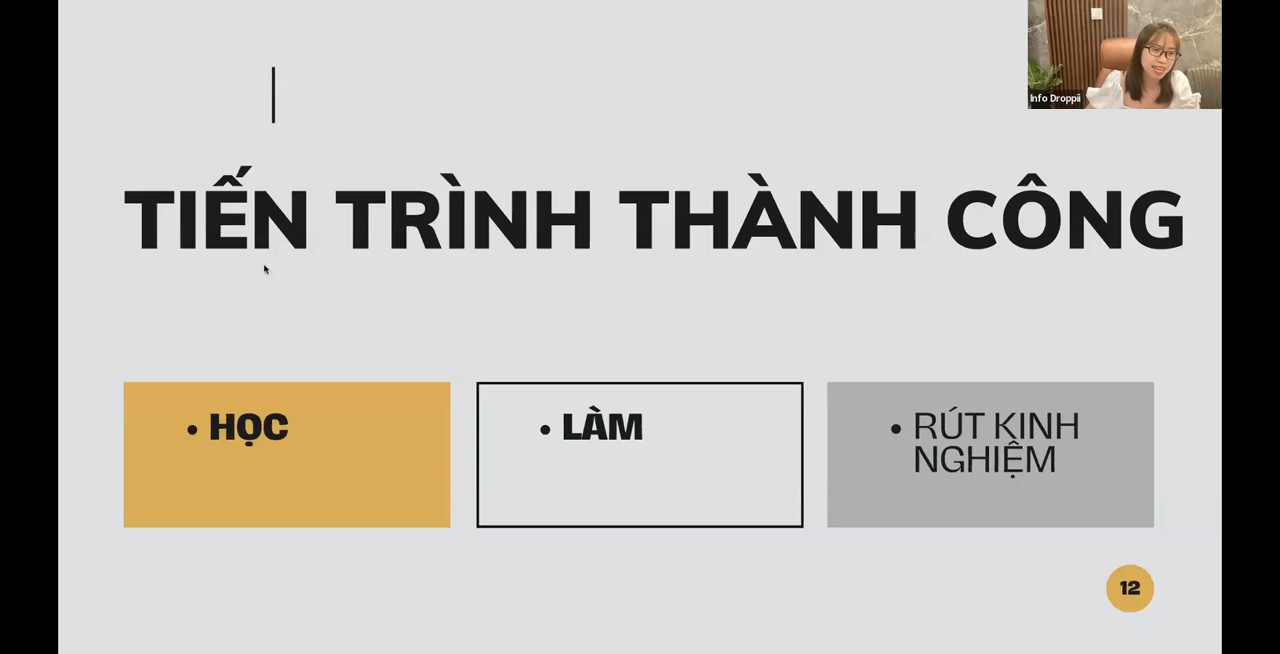 Info Droppii
TIẾN TRÌNH THÀNH CÔNG
• HỌC
• LÀM
• RÚT KINH
NGHIỆM
12